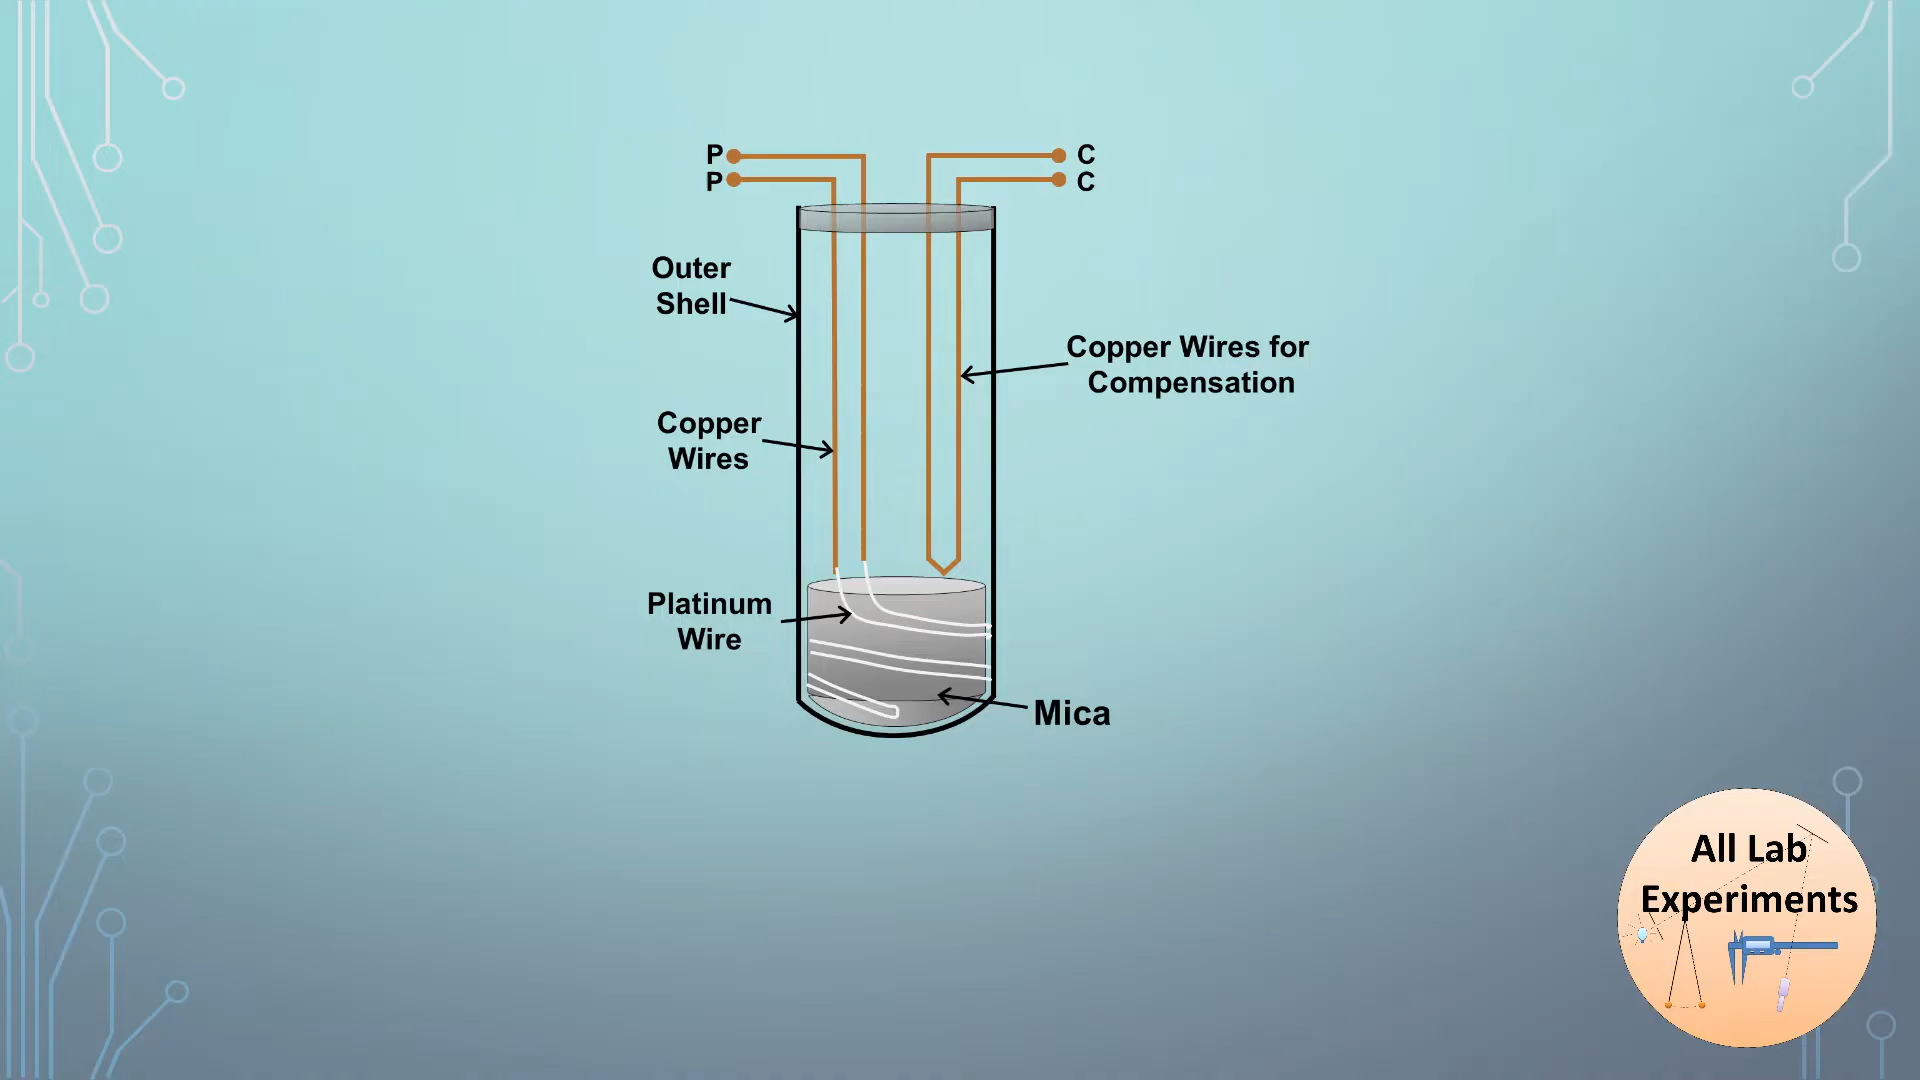 P
C
P
C
Outer
Shell
Copper Wires for
Compensation
Copper
Wires
Platinum
Wire
Mica
All Lab
Experiments